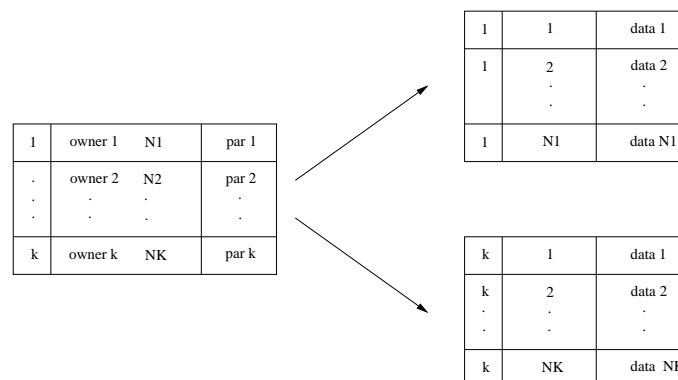 1 owner 1 N1 par 1
. owner 2 N2 par 2
. . . .
. . . .
k owner k NK par k
1 1 data 1
1 2 data 2
. .
. .
1 N1 data N1
k 1 data 1
k 2 data 2
. . .
. . .
k NK data NK